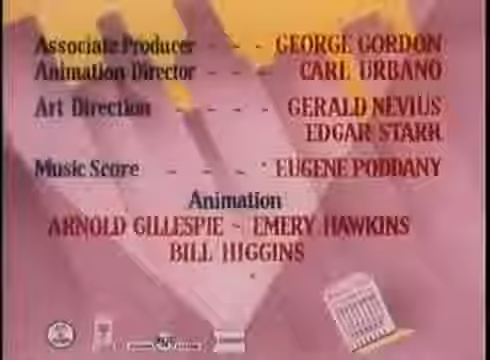 Associate Producer - - - GEORGE GORDON
Animation Director - - - CARL URBANO
Art Direction - - - - - GERALD NEVIUS
EDGAR STARK
Music Score - - - - EUGENE PODDANY
Animation
ARNOLD GILLESPIE - EMERY HAWKINS
BILL HIGGINS